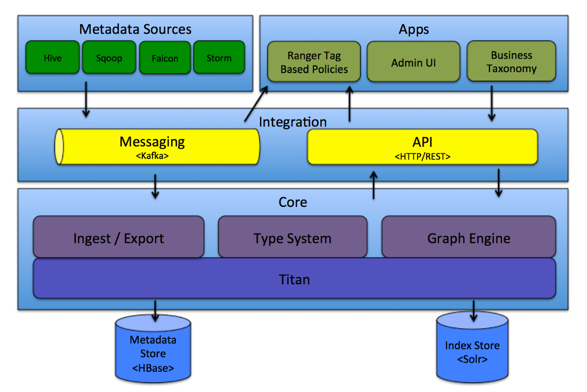 Metadata Sources
Hive
Sqoop
Falcon
Storm
Apps
Ranger Tag
Based Policies
Admin UI
Business
Taxonomy
Integration
Messaging
<Kafka>
API
<HTTP/REST>
Core
Ingest / Export
Type System
Graph Engine
Titan
Metadata
Store
<HBase>
Index Store
<Solr>